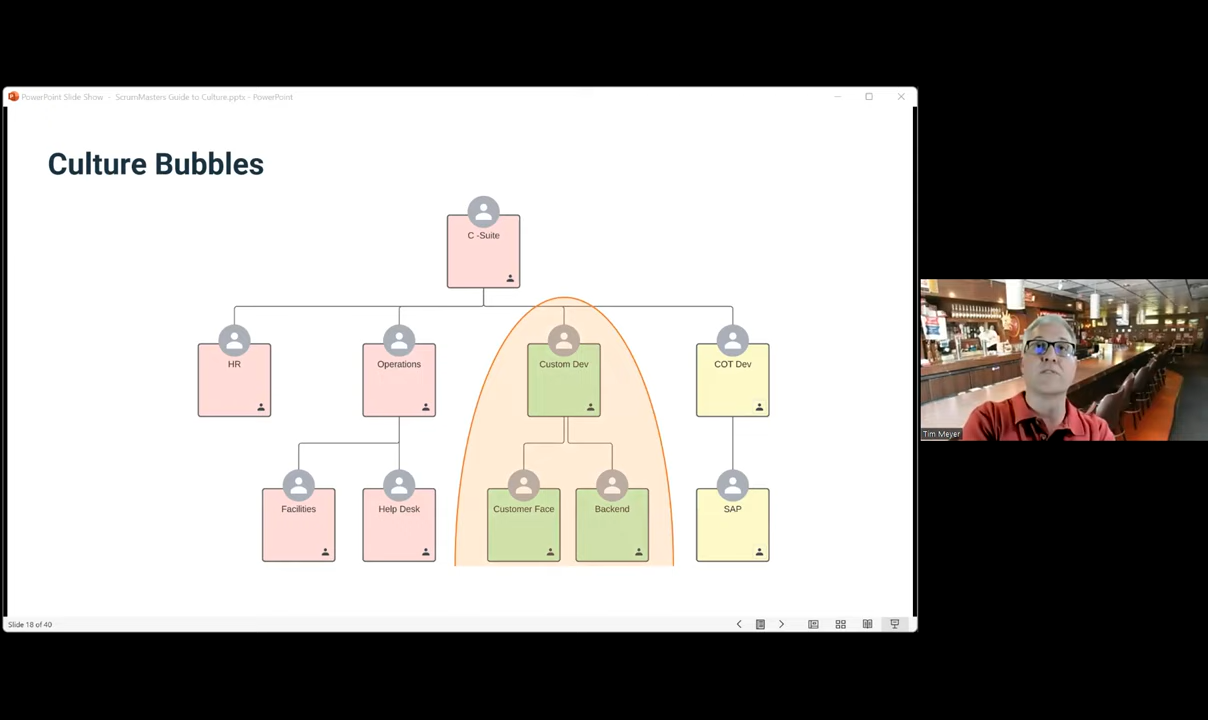 PowerPoint Slide Show - ScrumMasters Guide to Culture.ppts - PowerPoint
Culture Bubbles
C -Suite
HR
Operations
Custom Dev
COT Dev
Facilities
Help Desk
Customer Face
Backend
SAP
Slide 18 of 40
Tim Meyer